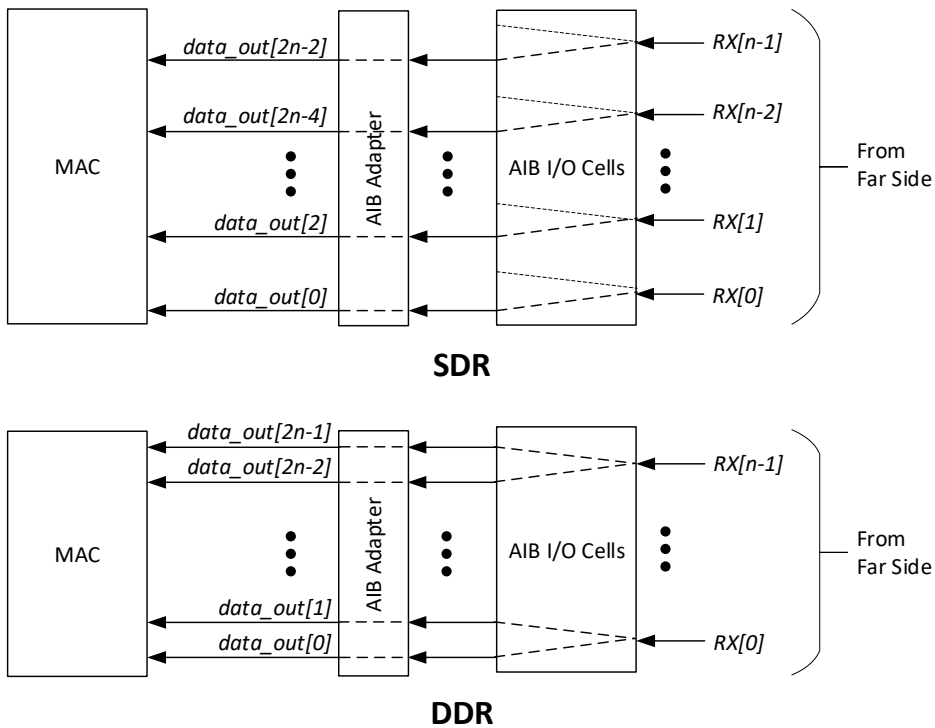 data_out[2n-2]
RX[n-1]
data_out[2n-4]
RX[n-2]
MAC
AIB Adapter
AIB I/O Cells
From
Far Side
data_out[2]
RX[1]
data_out[0]
RX[0]
SDR
data_out[2n-1]
RX[n-1]
data_out[2n-2]
MAC
AIB Adapter
AIB I/O Cells
From
Far Side
data_out[1]
data_out[0]
RX[0]
DDR